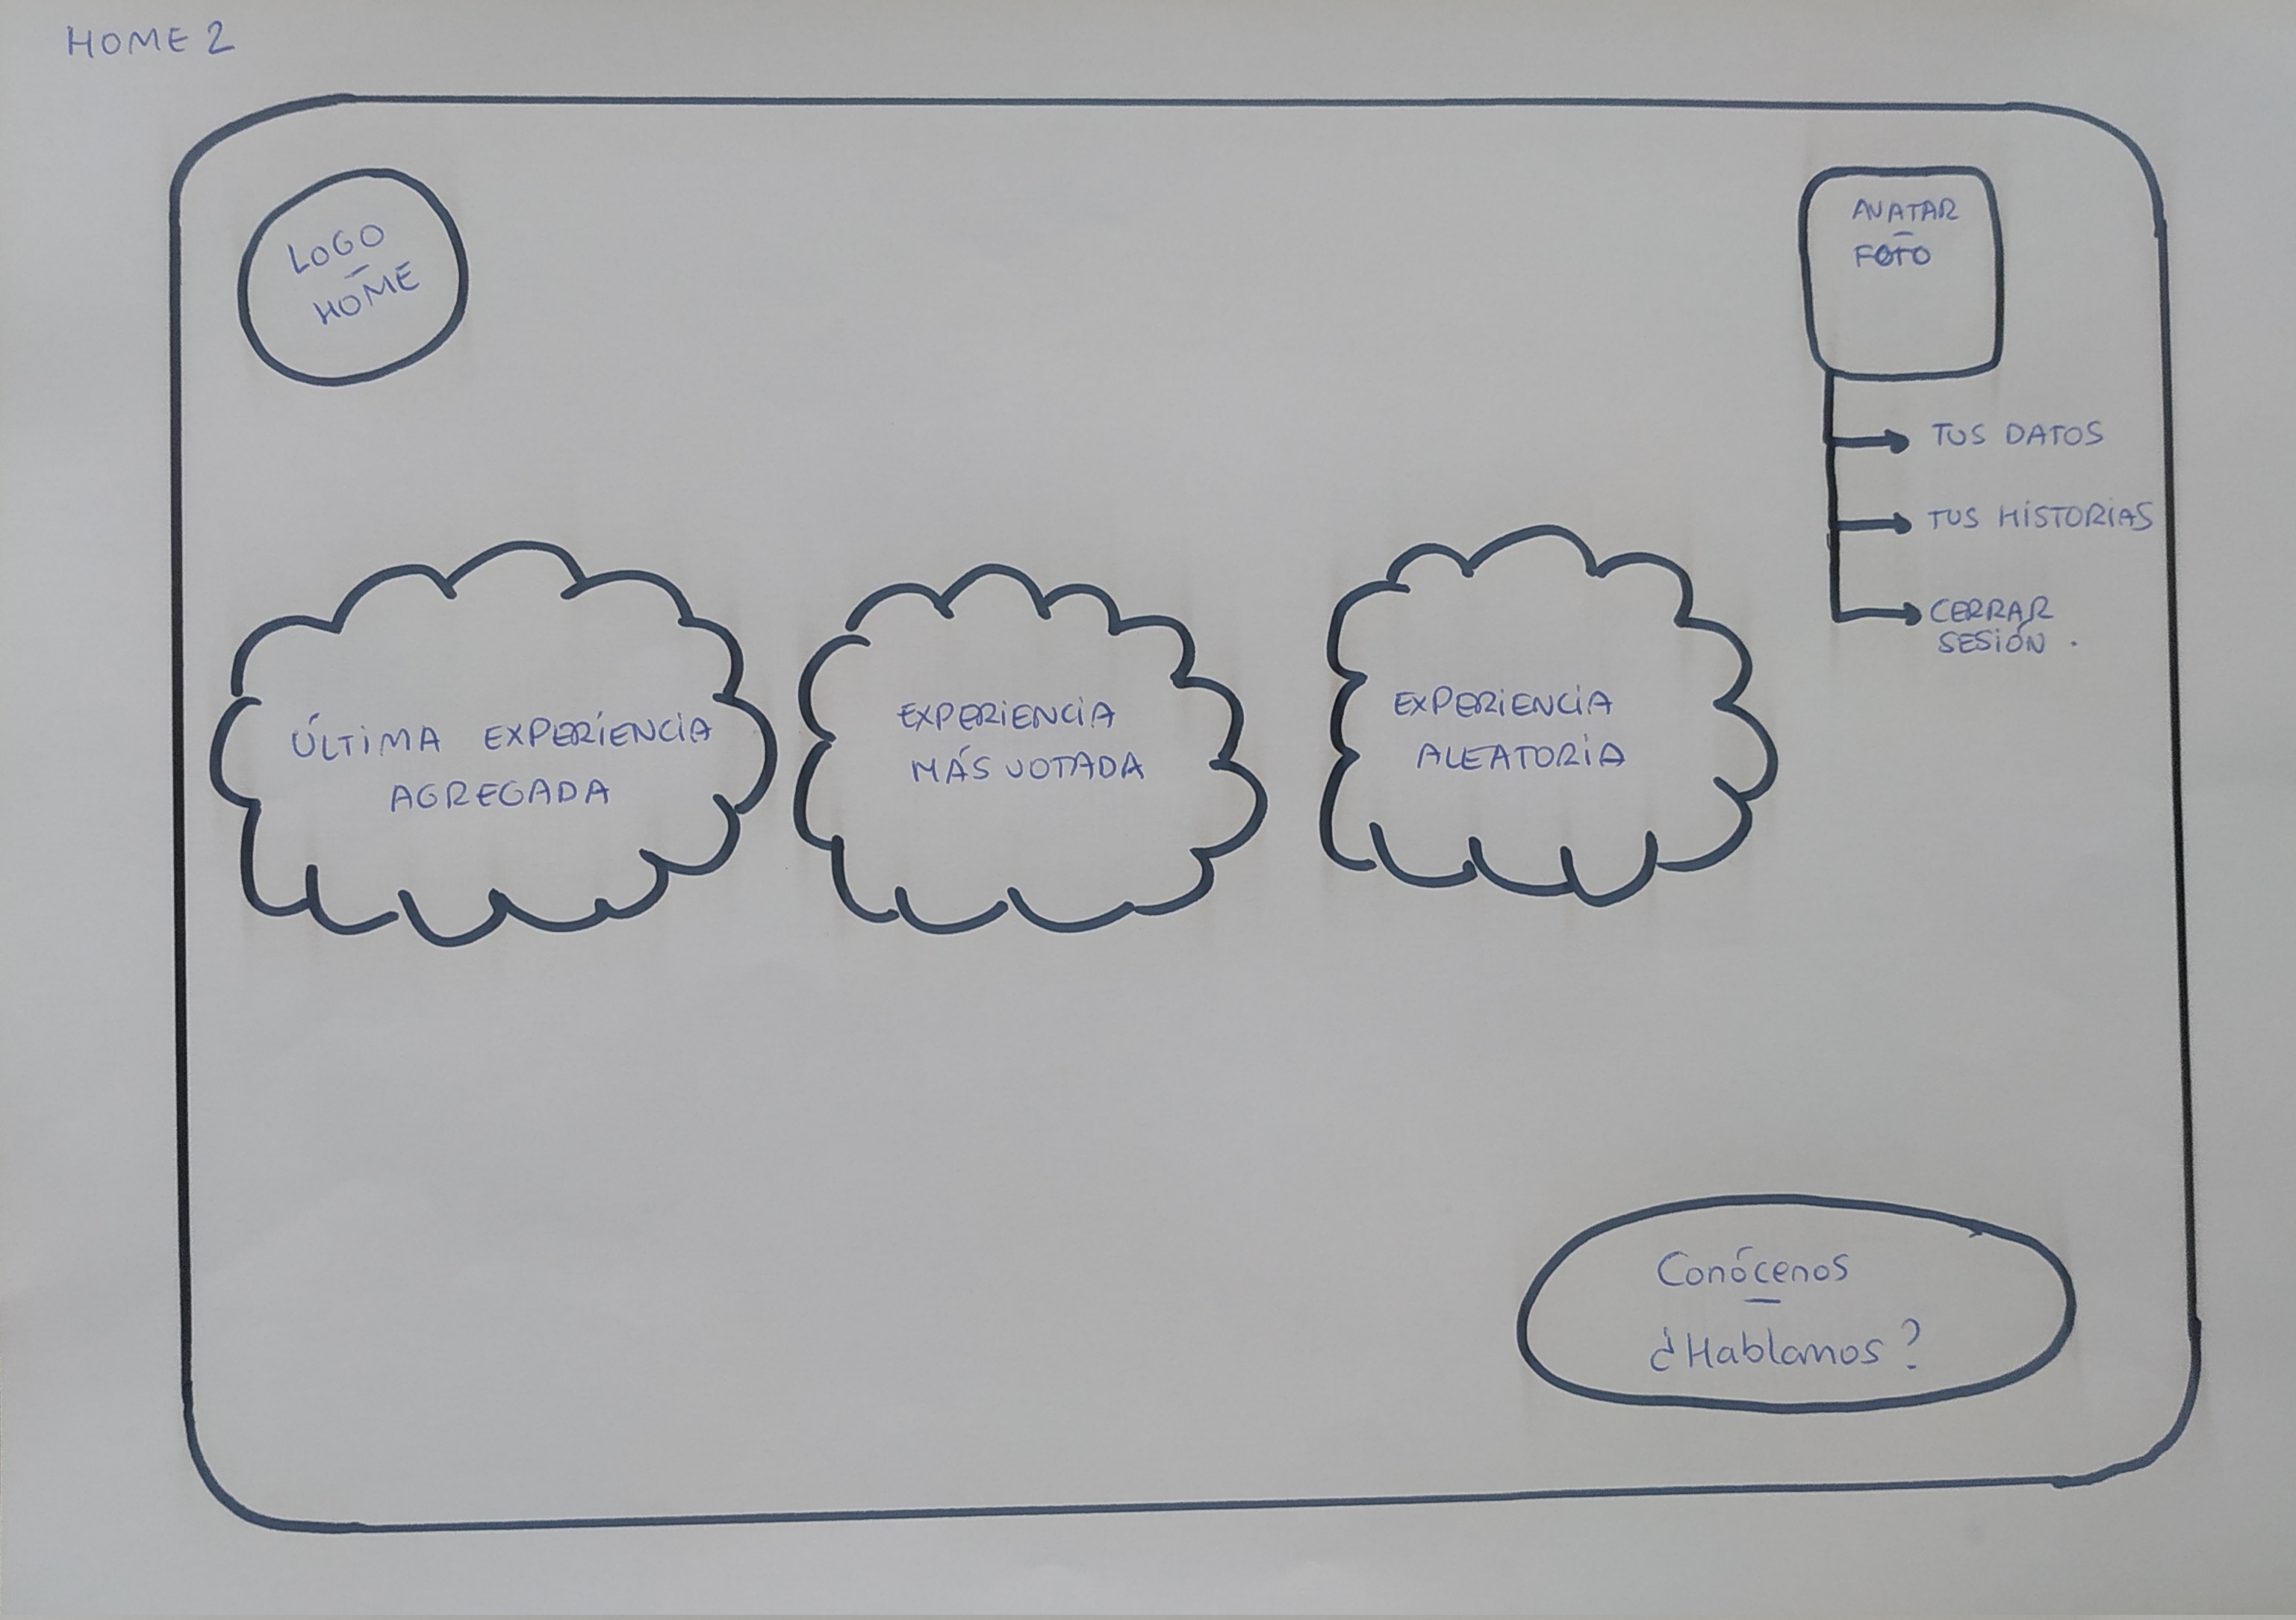 HOME 2
LOGO
-
HOME
AVATAR
-
FOTO
TUS DATOS
TUS HISTORIAS
CERRAR
SESIÓN.
ÚLTIMA EXPERÍENCIA
AGREGADA
EXPERIENCIA
MÁS VOTADA
EXPERIENCIA
ALEATORIA
Conócenos
-
¿Hablamos?